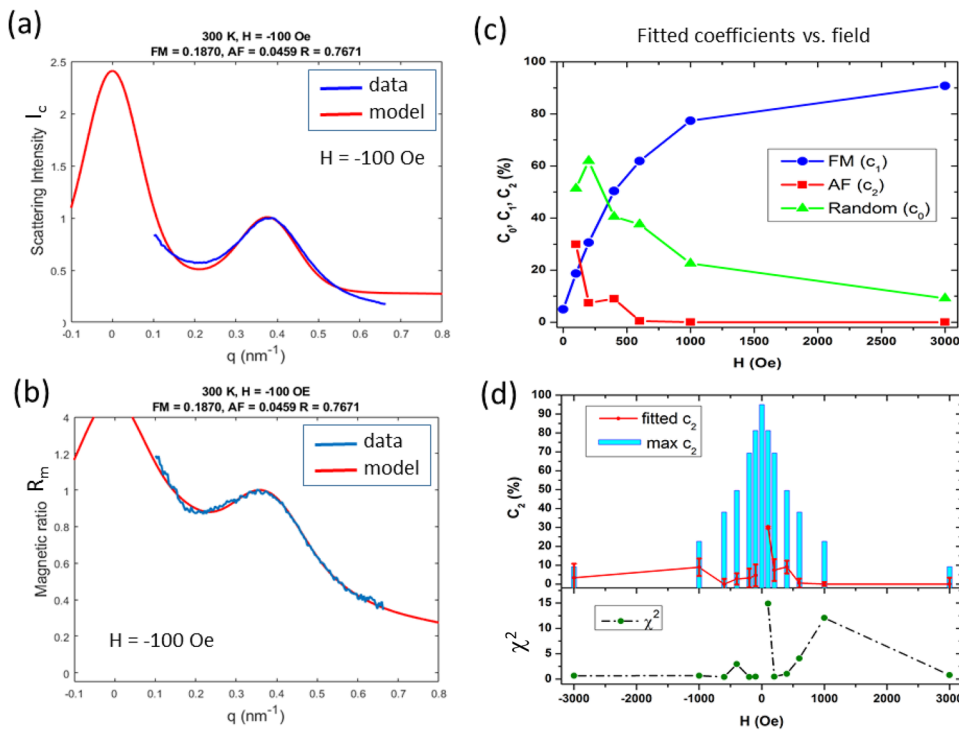 (a)
300 K, H = -100 Oe
FM = 0.1870, AF = 0.0459 R = 0.7671
2.5
2
1.5
1
0.5
0
Scattering Intensity I_c
data
model
H = -100 Oe
-0.1 0 0.1 0.2 0.3 0.4 0.5 0.6 0.7 0.8
q (nm⁻¹)
(b)
300 K, H = -100 OE
FM = 0.1870, AF = 0.0459 R = 0.7671
1.4
1.2
1
0.8
0.6
0.4
0.2
0
Magnetic ratio R_m
data
model
H = -100 Oe
-0.1 0 0.1 0.2 0.3 0.4 0.5 0.6 0.7 0.8
q (nm⁻¹)
(c)
Fitted coefficients vs. field
100
80
60
40
20
0
C₀, C₁, C₂ (%)
FM (c₁)
AF (c₂)
Random (c₀)
0 500 1000 1500 2000 2500 3000
H (Oe)
(d)
100
90
80
70
60
50
40
30
20
10
0
C₂ (%)
fitted c₂
max c₂
15
10
5
0
χ²
χ²
-3000 -2000 -1000 0 1000 2000 3000
H (Oe)